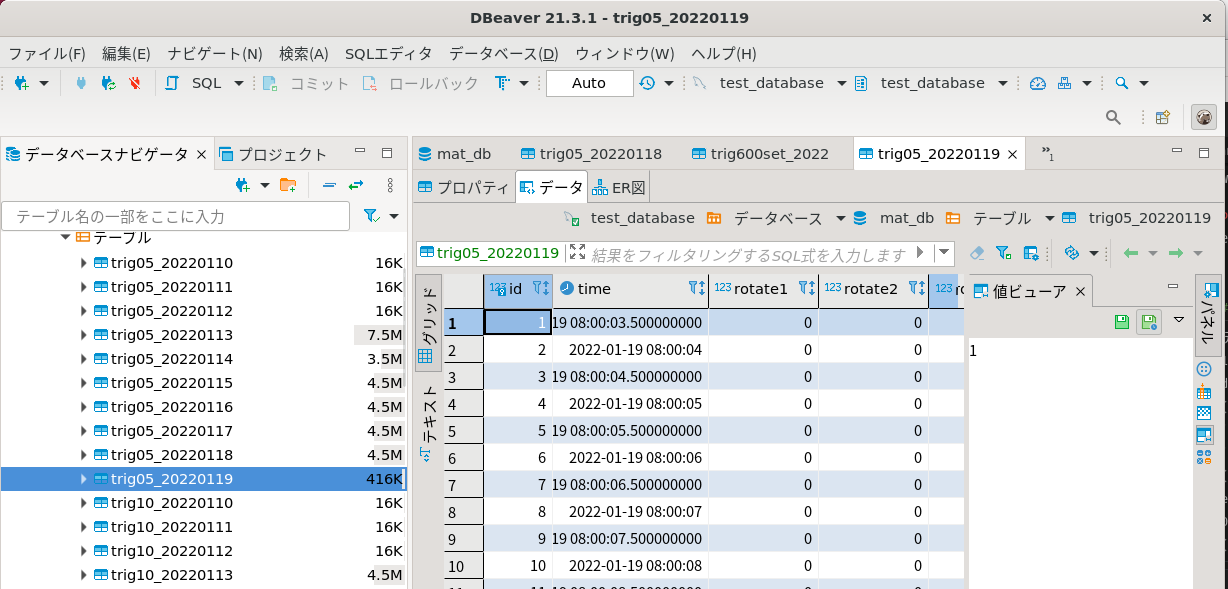 DBeaver 21.3.1 - trig05_20220119
ファイル(F) 編集(E) ナビゲート(N) 検索(A) SQLエディタ データベース(D) ウィンドウ(W) ヘルプ(H)
SQL コミット ロールバック T Auto test_database test_database
データベースナビゲータ プロジェクト
テーブル名の一部をここに入力
テーブル
trig05_20220110 16K
trig05_20220111 16K
trig05_20220112 16K
trig05_20220113 7.5M
trig05_20220114 3.5M
trig05_20220115 4.5M
trig05_20220116 4.5M
trig05_20220117 4.5M
trig05_20220118 4.5M
trig05_20220119 416K
trig10_20220110 16K
trig10_20220111 16K
trig10_20220112 16K
trig10_20220113 4.5M
mat_db trig05_20220118 trig600set_2022 trig05_20220119 »1
プロパティ データ ER図
test_database データベース mat_db テーブル trig05_20220119
trig05_20220119 結果をフィルタリングするSQL式を入力します
グリッド
テキスト
123 id time 123 rotate1 123 rotate2 123
1 1 19 08:00:03.500000000 0 0
2 2 2022-01-19 08:00:04 0 0
3 3 19 08:00:04.500000000 0 0
4 4 2022-01-19 08:00:05 0 0
5 5 19 08:00:05.500000000 0 0
6 6 2022-01-19 08:00:06 0 0
7 7 19 08:00:06.500000000 0 0
8 8 2022-01-19 08:00:07 0 0
9 9 19 08:00:07.500000000 0 0
10 10 2022-01-19 08:00:08 0 0
値ビューア
1
パネル